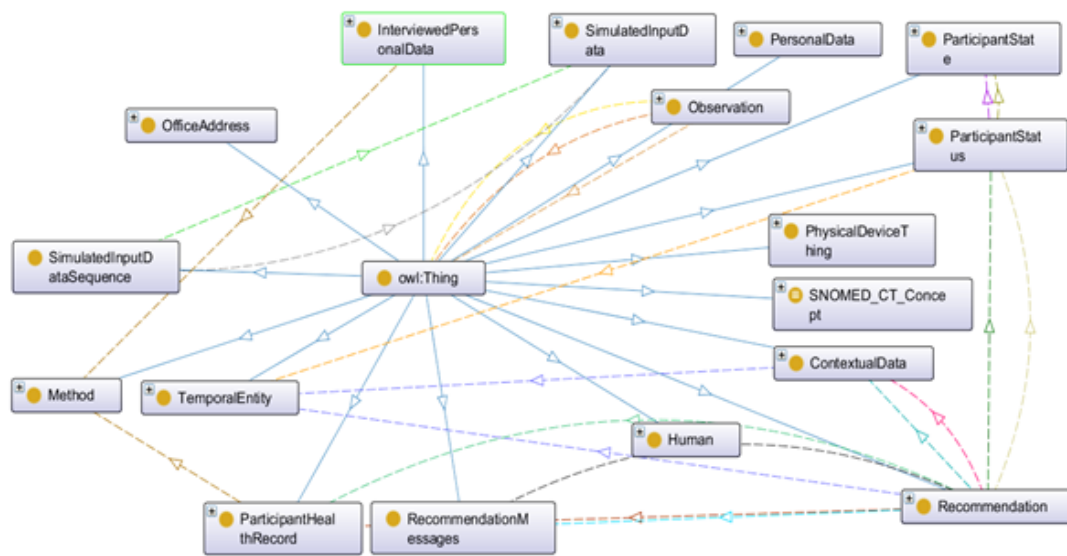 InterviewedPers
onalData
SimulatedInputD
ata
PersonalData
ParticipantStat
e
Observation
OfficeAddress
ParticipantStat
us
PhysicalDeviceT
hing
SimulatedInputD
ataSequence
owl:Thing
SNOMED_CT_Conce
pt
ContextualData
Method
TemporalEntity
Human
ParticipantHeal
thRecord
RecommendationM
essages
Recommendation